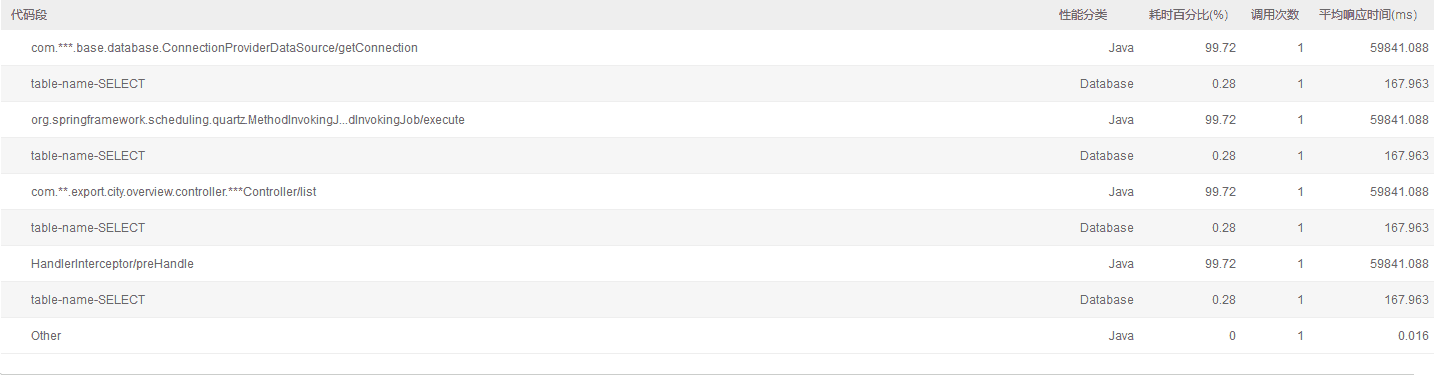 代码段 性能分类 耗时百分比(%) 调用次数 平均响应时间(ms)
com.***.base.database.ConnectionProviderDataSource/getConnection Java 99.72 1 59841.088
table-name-SELECT Database 0.28 1 167.963
org.springframework.scheduling.quartz.MethodInvokingJ...dInvokingJob/execute Java 99.72 1 59841.088
table-name-SELECT Database 0.28 1 167.963
com.**.export.city.overview.controller.***Controller/list Java 99.72 1 59841.088
table-name-SELECT Database 0.28 1 167.963
HandlerInterceptor/preHandle Java 99.72 1 59841.088
table-name-SELECT Database 0.28 1 167.963
Other Java 0 1 0.016